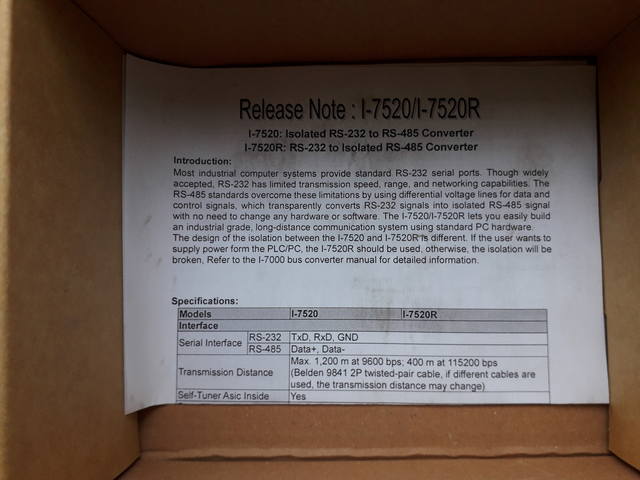 Release Note : I-7520/I-7520R
I-7520: Isolated RS-232 to RS-485 Converter
I-7520R: RS-232 to Isolated RS-485 Converter
Introduction:
Most industrial computer systems provide standard RS-232 serial ports. Though widely
accepted, RS-232 has limited transmission speed, range, and networking capabilities. The
RS-485 standards overcome these limitations by using differential voltage lines for data and
control signals, which transparently converts RS-232 signals into isolated RS-485 signal
with no need to change any hardware or software. The I-7520/I-7520R lets you easily build
an industrial grade, long-distance communication system using standard PC hardware.
The design of the isolation between the I-7520 and I-7520R is different. If the user wants to
supply power form the PLC/PC, the I-7520R should be used, otherwise, the isolation will be
broken, Refer to the I-7000 bus converter manual for detailed information.
Specifications:
Models I-7520 I-7520R
Interface
Serial Interface RS-232 TxD, RxD, GND
RS-485 Data+, Data-
Transmission Distance Max. 1,200 m at 9600 bps; 400 m at 115200 bps
(Belden 9841 2P twisted-pair cable, if different cables are
used, the transmission distance may change)
Self-Tuner Asic Inside Yes